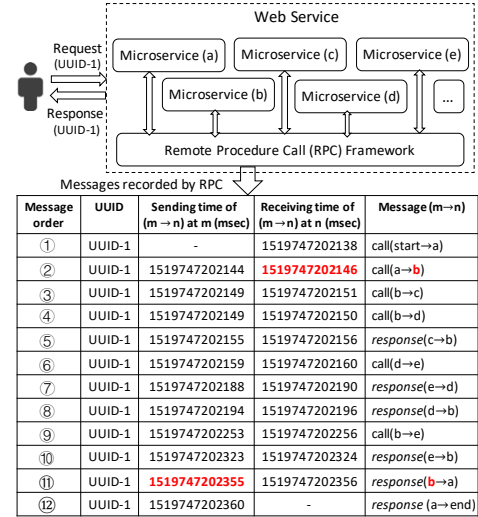 Web Service
Request
(UUID-1)
Microservice (a)
Microservice (c)
Microservice (e)
Response
(UUID-1)
Microservice (b)
Microservice (d)
...
Remote Procedure Call (RPC) Framework
Messages recorded by RPC
Message order | UUID | Sending time of (m→n) at m (msec) | Receiving time of (m→n) at n (msec) | Message (m→n)
① UUID-1 - 1519747202138 call(start→a)
② UUID-1 1519747202144 1519747202146 call(a→b)
③ UUID-1 1519747202149 1519747202151 call(b→c)
④ UUID-1 1519747202149 1519747202150 call(b→d)
⑤ UUID-1 1519747202155 1519747202156 response(c→b)
⑥ UUID-1 1519747202159 1519747202160 call(d→e)
⑦ UUID-1 1519747202188 1519747202190 response(e→d)
⑧ UUID-1 1519747202194 1519747202196 response(d→b)
⑨ UUID-1 1519747202253 1519747202256 call(b→e)
⑩ UUID-1 1519747202323 1519747202324 response(e→b)
⑪ UUID-1 1519747202355 1519747202356 response(b→a)
⑫ UUID-1 1519747202360 - response (a→end)